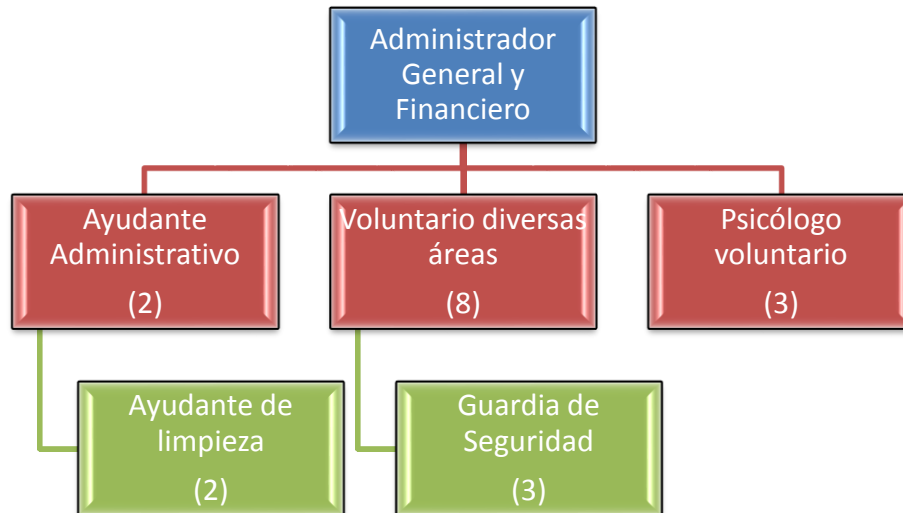 Administrador
General y
Financiero
Ayudante
Administrativo
(2)
Voluntario diversas
áreas
(8)
Psicólogo
voluntario
(3)
Ayudante de
limpieza
(2)
Guardia de
Seguridad
(3)